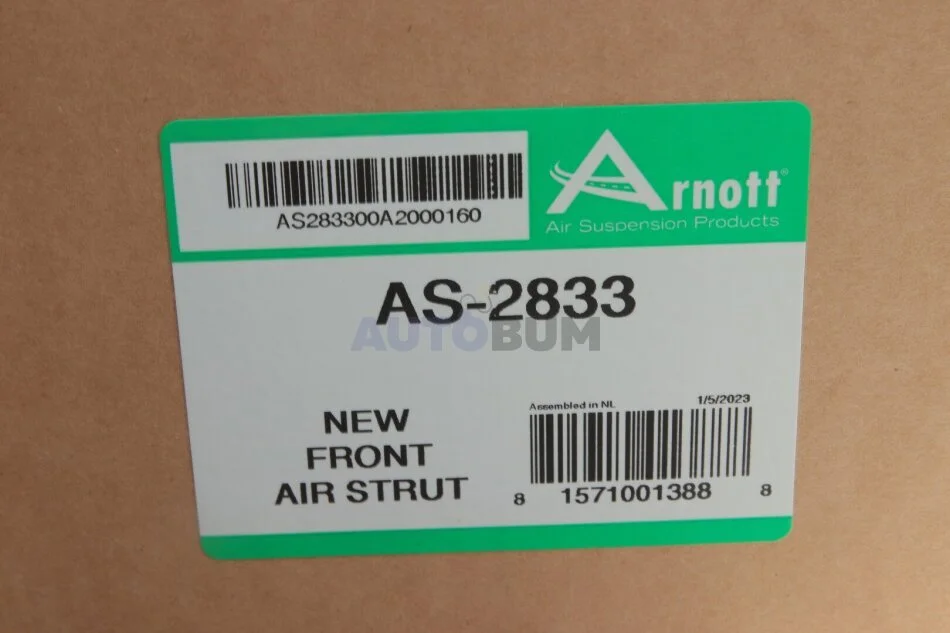 AS283300A2000160
Arnott®
Air Suspension Products
AS-2833
AUTOBUM
NEW
FRONT
AIR STRUT
Assembled in NL 1/5/2023
8 1571001388 8